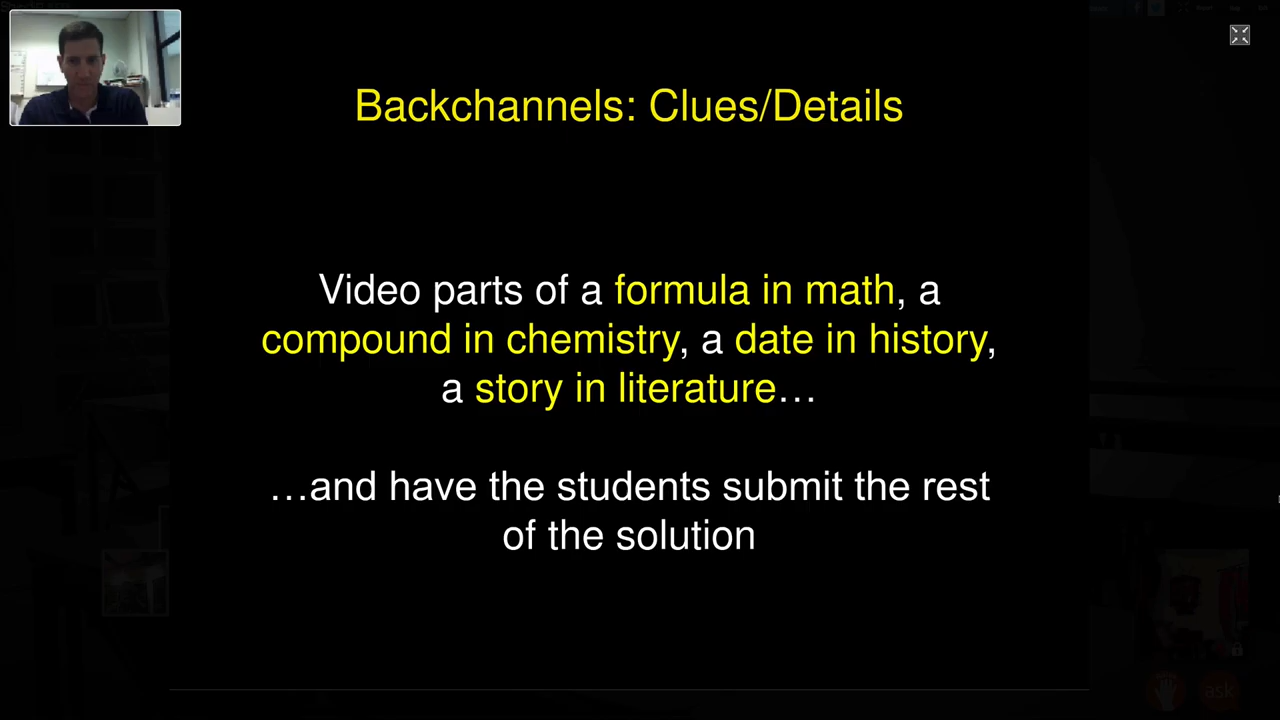 Backchannels: Clues/Details
Video parts of a formula in math, a
compound in chemistry, a date in history,
a story in literature…
…and have the students submit the rest
of the solution
ask